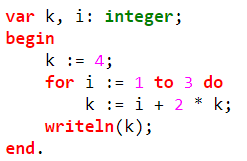 var k, i: integer;
begin
    k := 4;
    for i := 1 to 3 do
        k := i + 2 * k;
    writeln(k);
end.